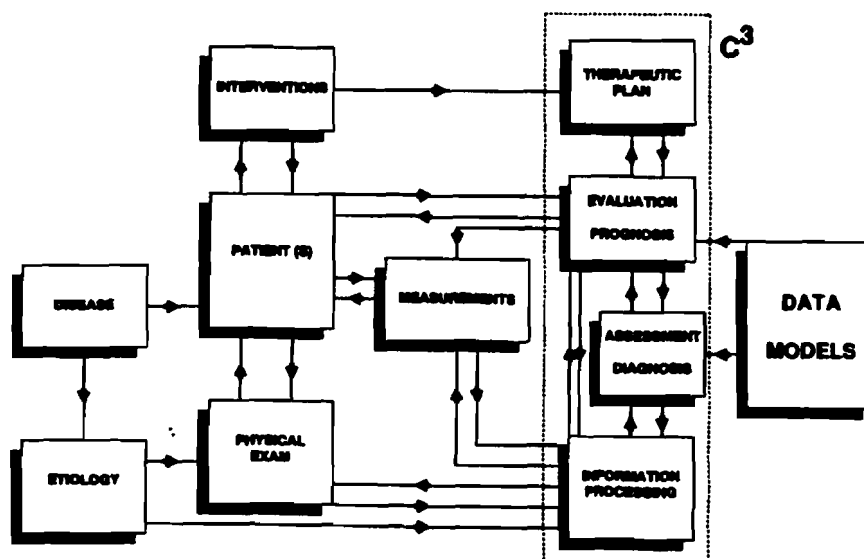 C³
INTERVENTIONS
THERAPEUTIC
PLAN
PATIENT (S)
EVALUATION
PROGNOSIS
DISEASE
MEASUREMENTS
ASSESSMENT
DIAGNOSIS
DATA
MODELS
ETIOLOGY
PHYSICAL
EXAM
INFORMATION
PROCESSING